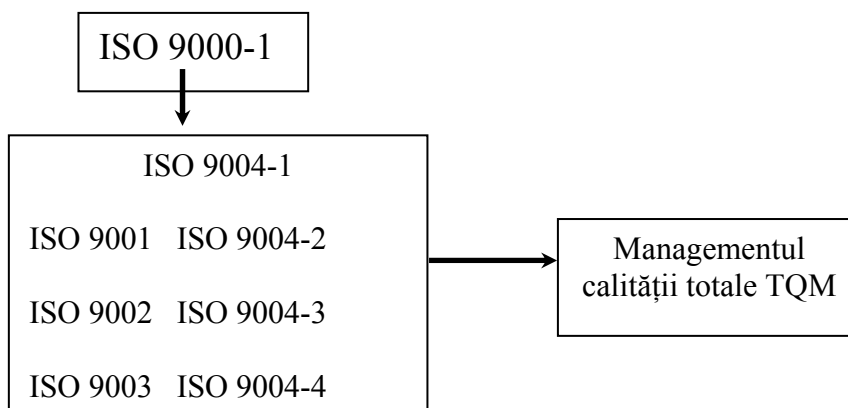 ISO 9000-1
ISO 9004-1
ISO 9001 ISO 9004-2
ISO 9002 ISO 9004-3
ISO 9003 ISO 9004-4
Managementul
calității totale TQM